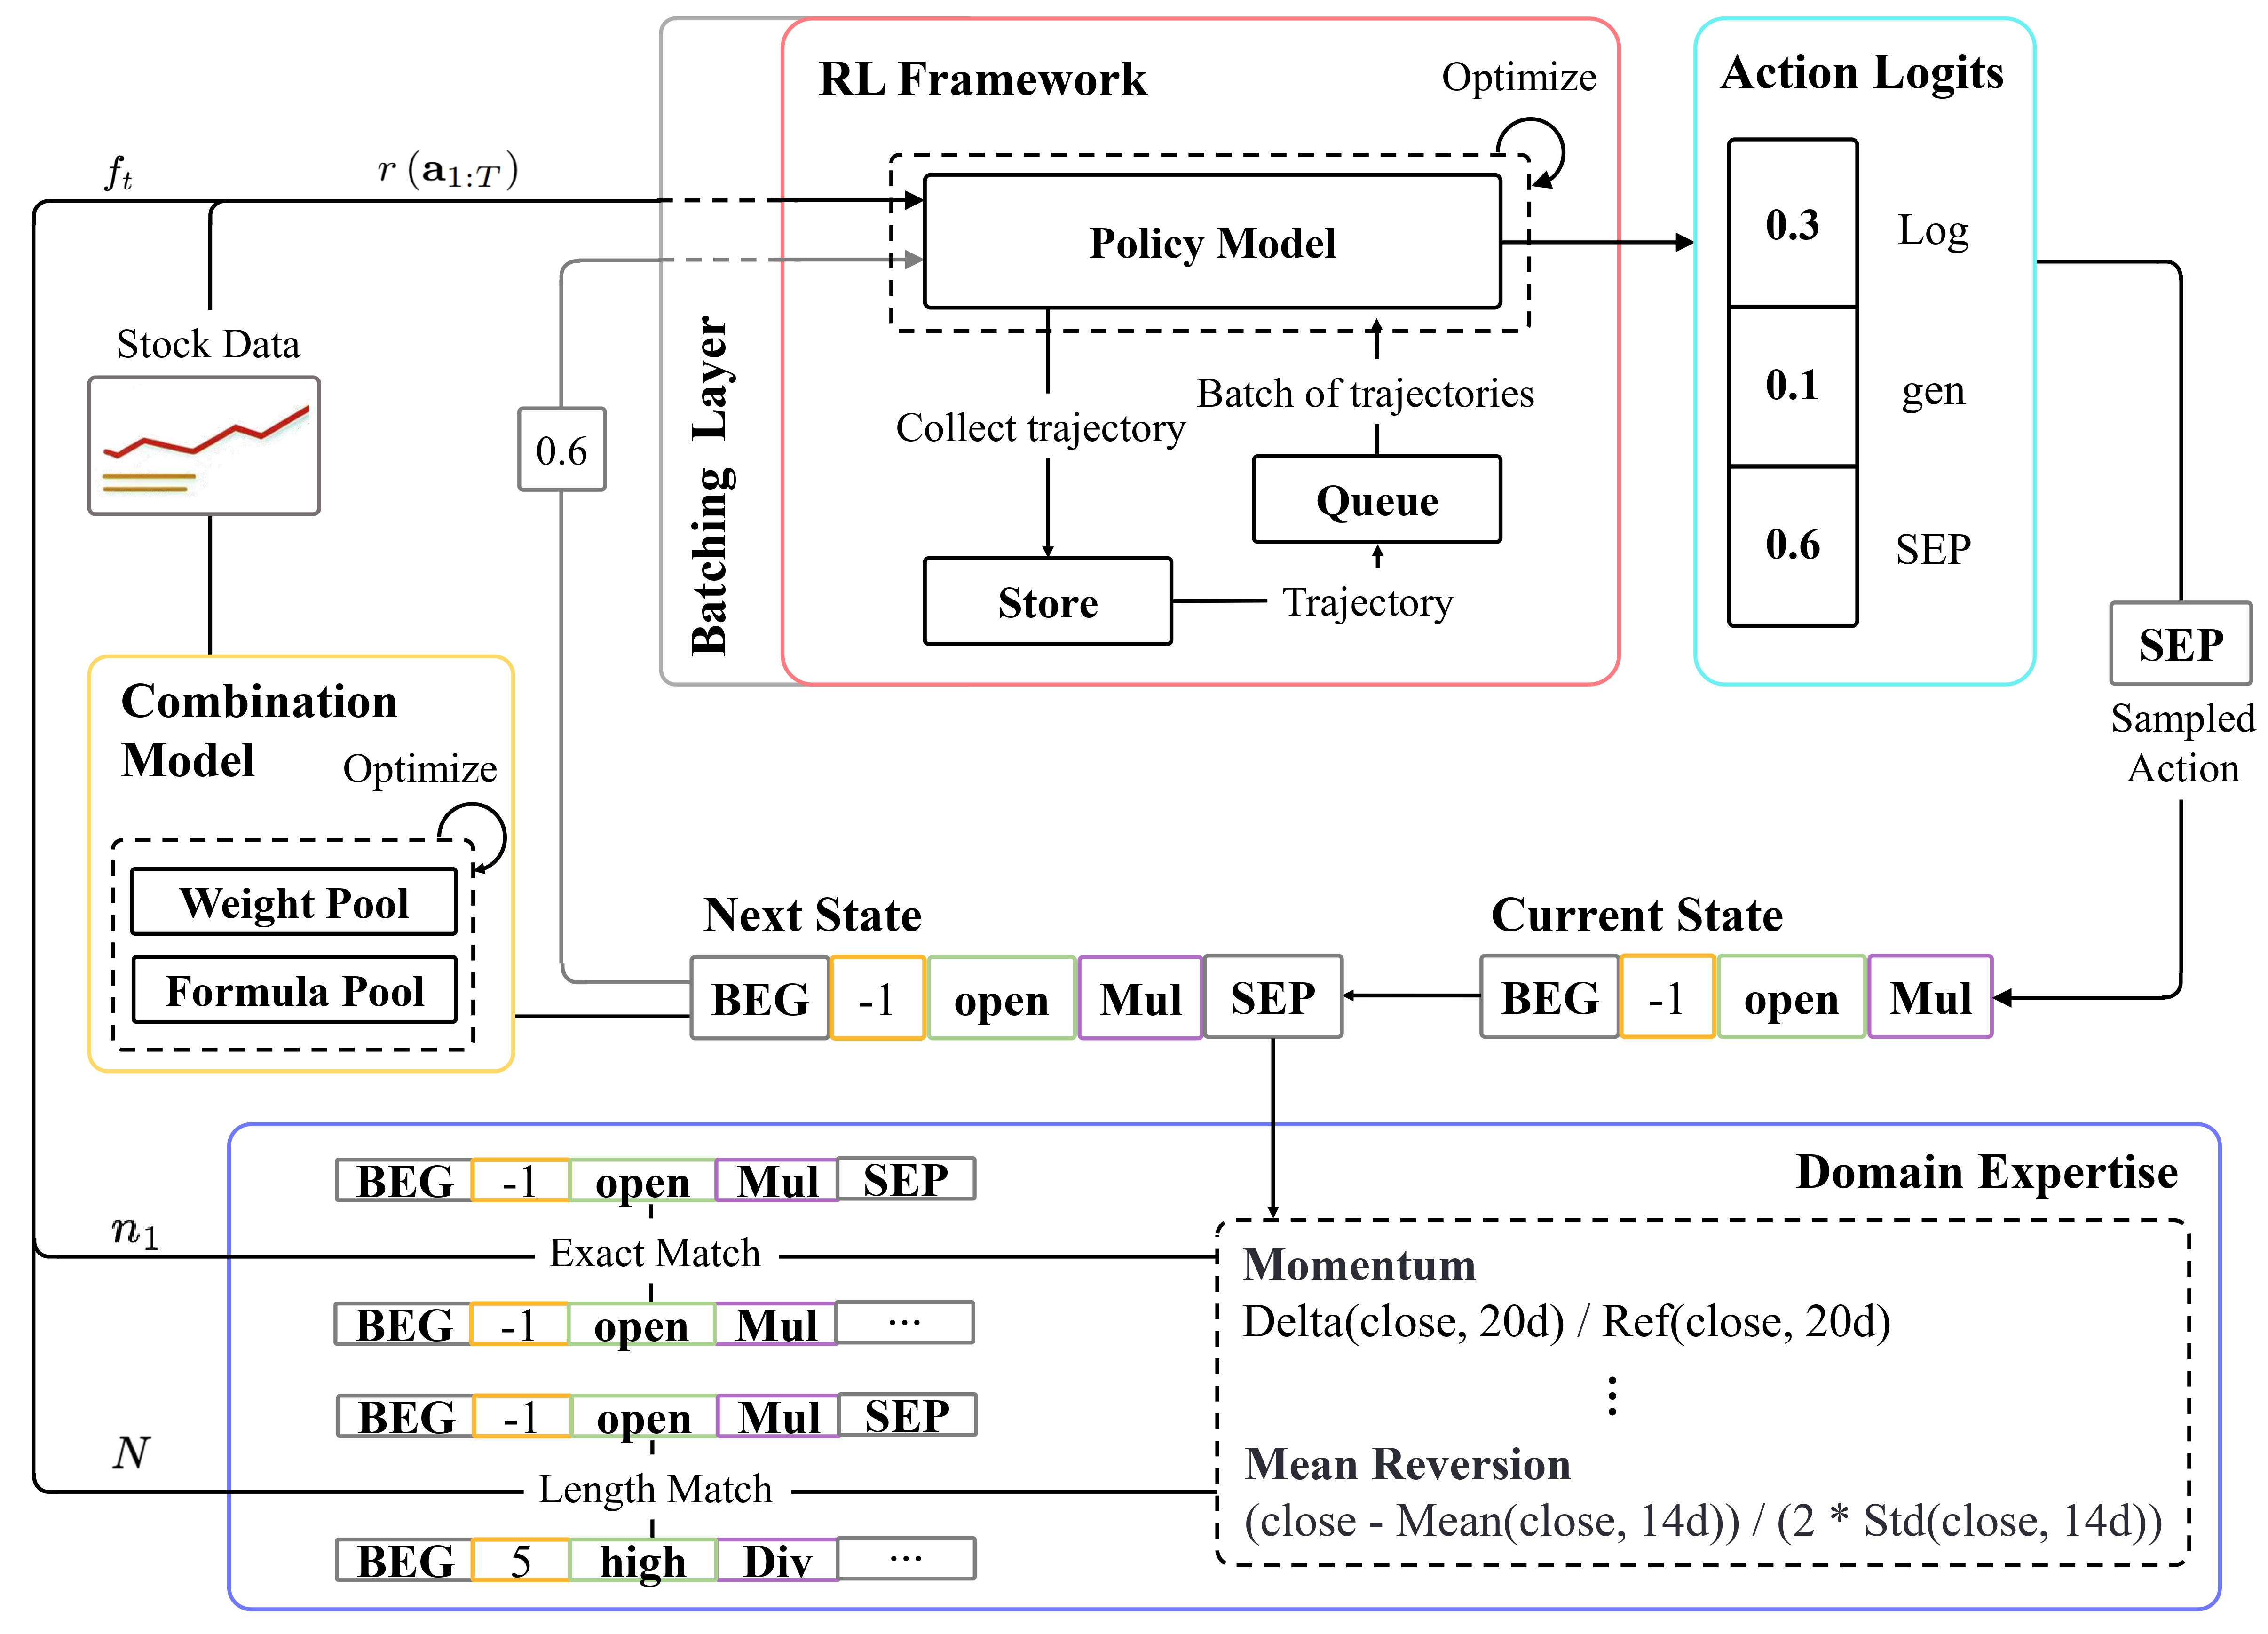 RL Framework
Optimize
Action Logits
f_t
r (a_{1:T})
Policy Model
0.3
Log
Stock Data
Batching Layer
0.1
gen
Batch of trajectories
Collect trajectory
0.6
Queue
0.6
SEP
Store
Trajectory
SEP
Sampled
Action
Combination
Model
Optimize
Weight Pool
Formula Pool
Next State
BEG -1 open Mul SEP
Current State
BEG -1 open Mul
Domain Expertise
BEG -1 open Mul SEP
n_1
Exact Match
BEG -1 open Mul ...
Momentum
Delta(close, 20d) / Ref(close, 20d)
⋮
BEG -1 open Mul SEP
N
Length Match
BEG 5 high Div ...
Mean Reversion
(close - Mean(close, 14d)) / (2 * Std(close, 14d))